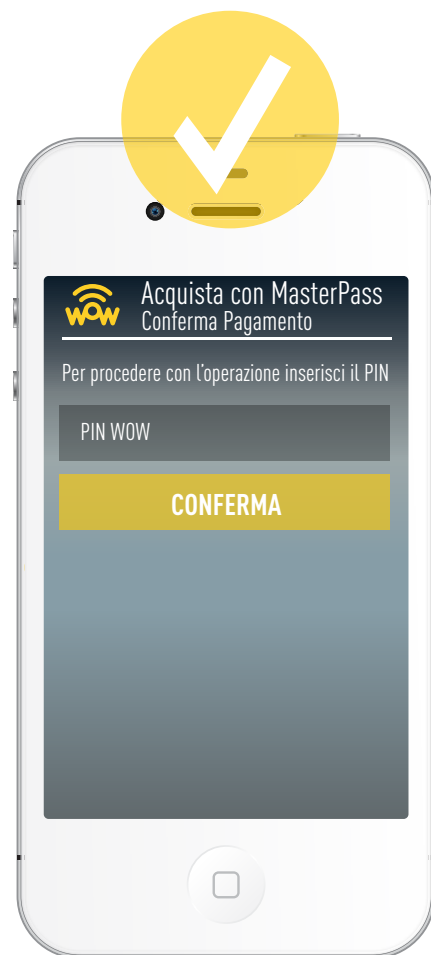 WOW
Acquista con MasterPass
Conferma Pagamento
Per procedere con l'operazione inserisci il PIN
PIN WOW
CONFERMA